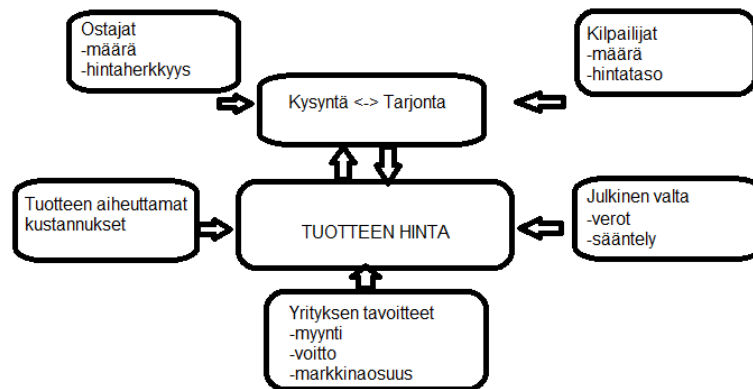 Ostajat
-määrä
-hintaherkkyys
Kilpailijat
-määrä
-hintataso
Kysyntä <-> Tarjonta
Tuotteen aiheuttamat
kustannukset
TUOTTEEN HINTA
Julkinen valta
-verot
-sääntely
Yrityksen tavoitteet
-myynti
-voitto
-markkinaosuus